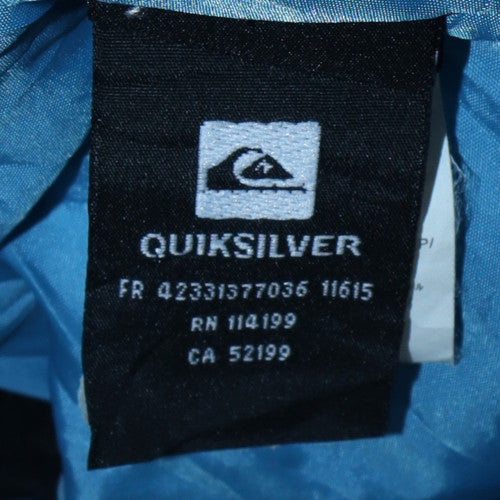 QUIKSILVER
FR 42331377036 11615
RN 114199
CA 52199